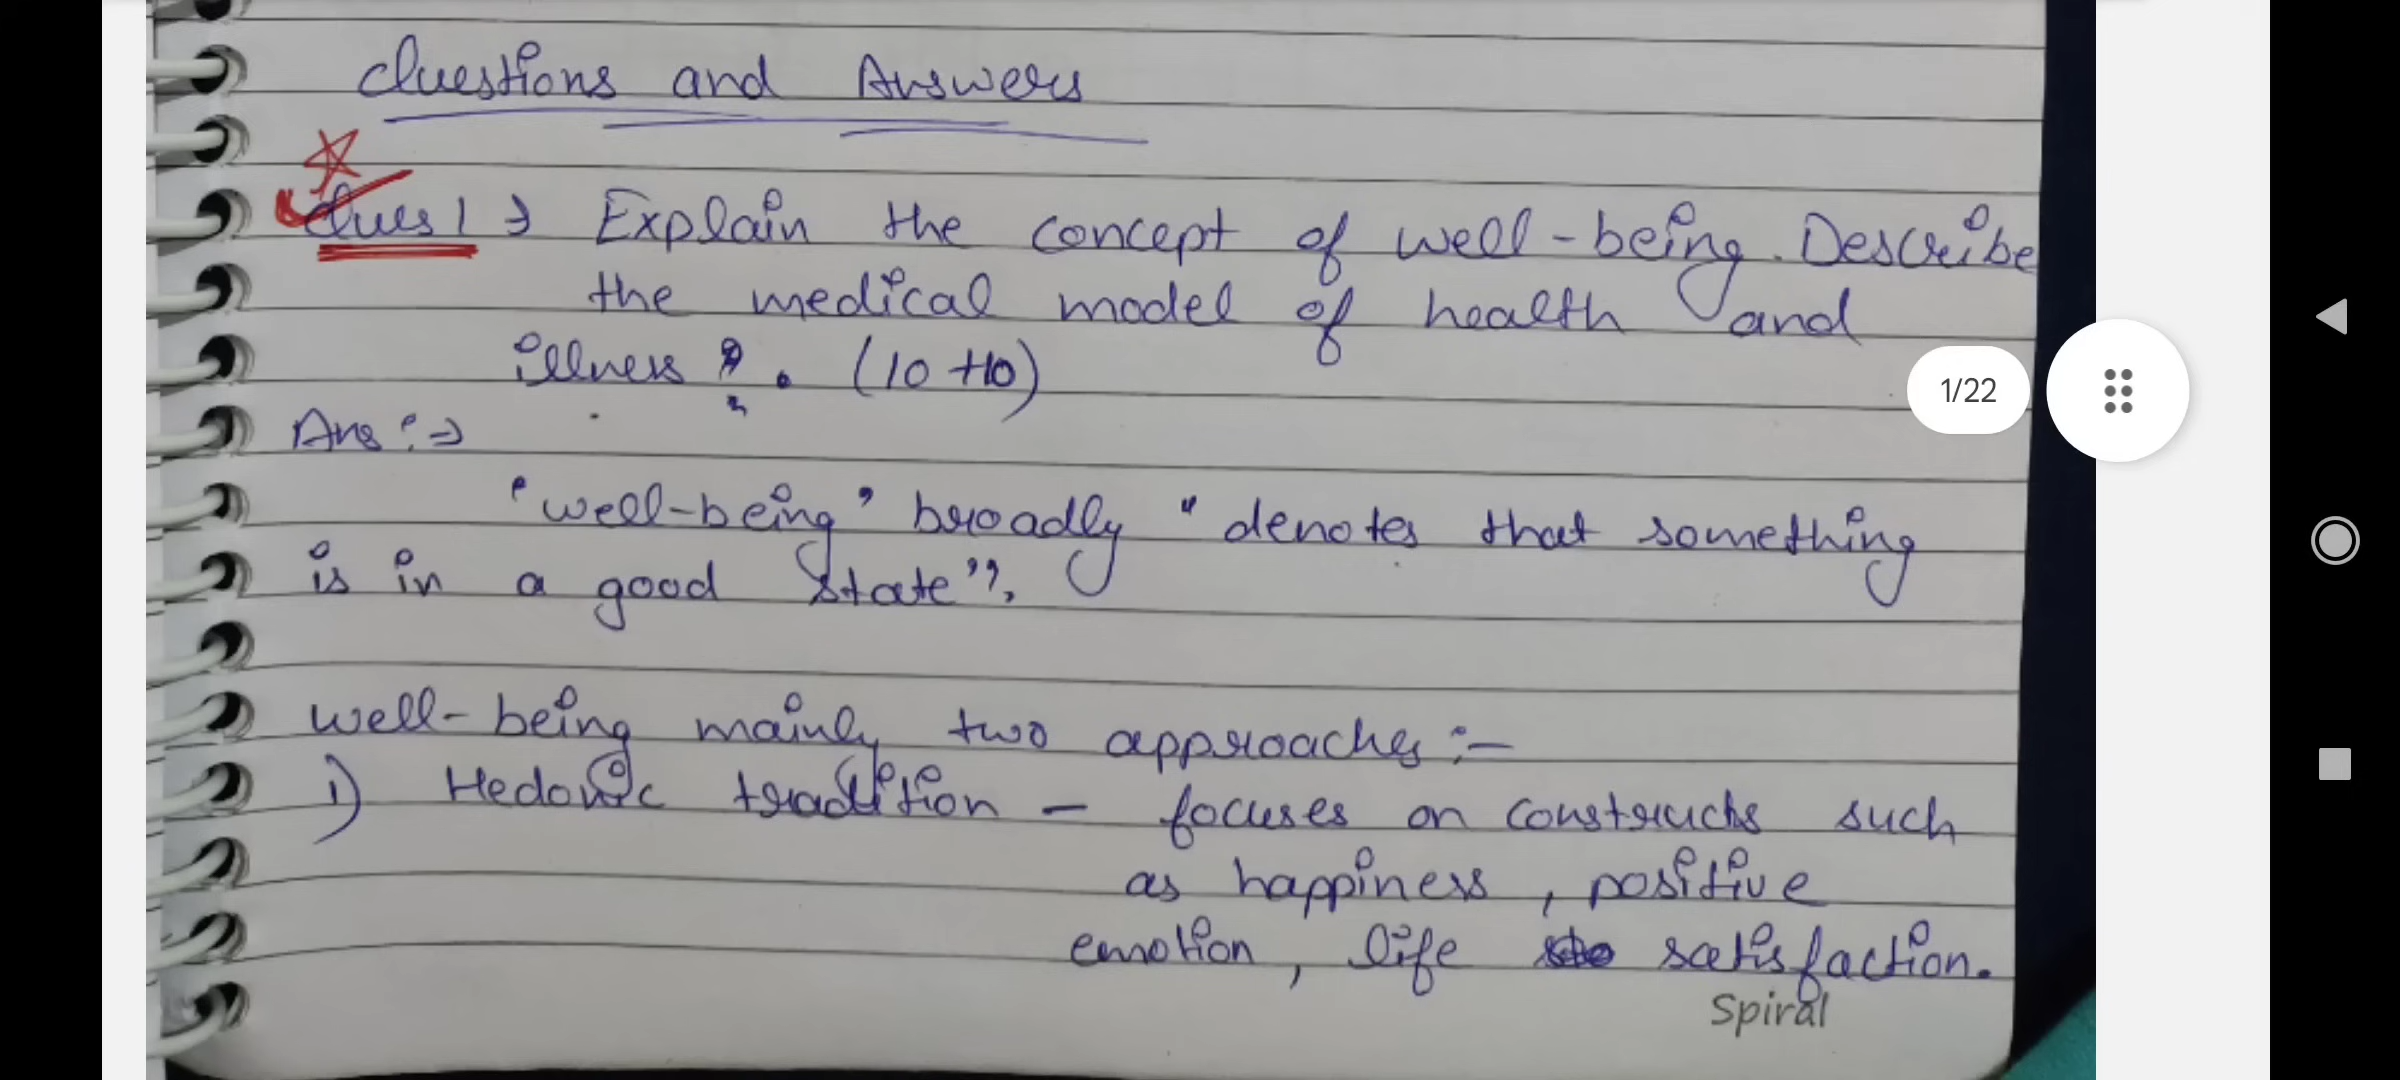 Questions and Answers
Ques 1 → Explain the concept of well-being. Describe
the medical model of health and
illness ? . (10+10)
Ans :→
'well-being' broadly "denotes that something
is in a good state".
well-being mainly two approaches :-
i) Hedonic tradition - focuses on constructs such
as happiness, positive
emotion, life satisfaction.
Spiral
1/22